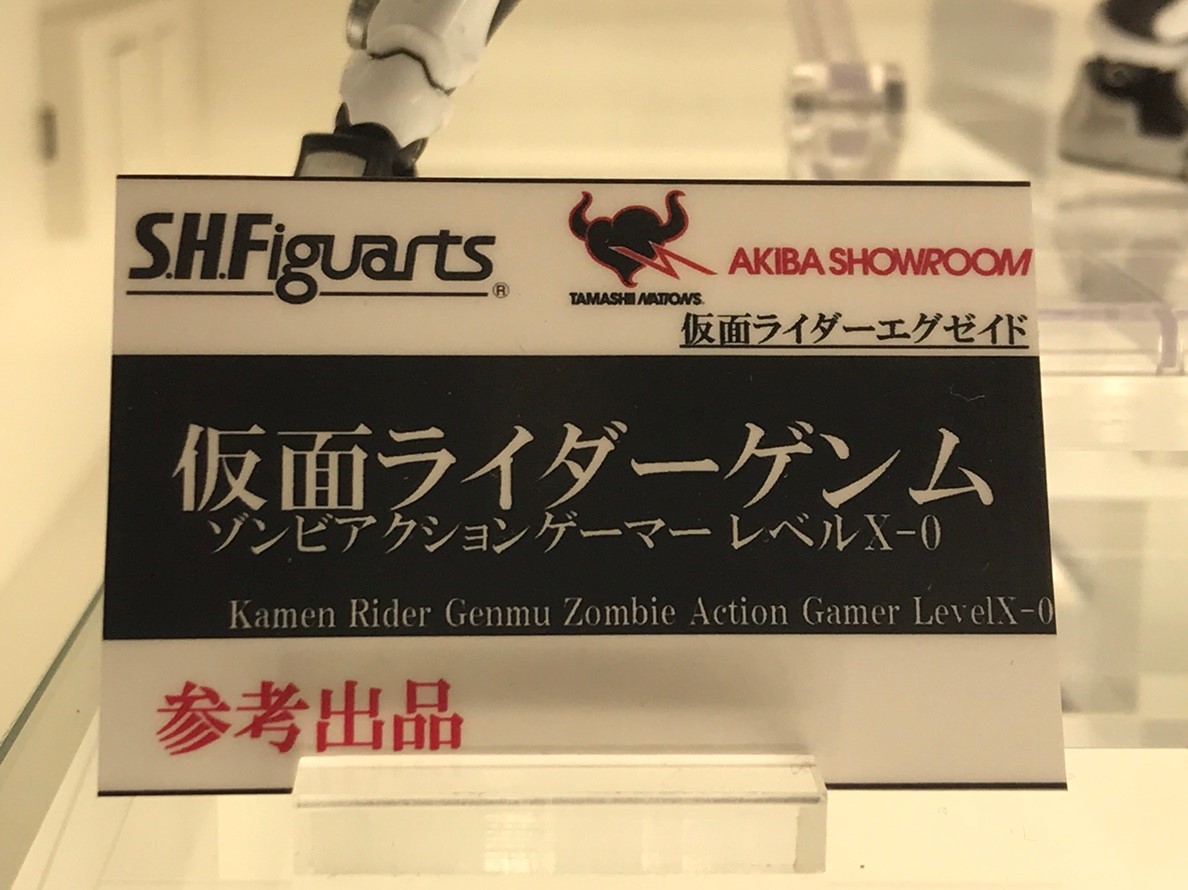 S.H.Figuarts®
TAMASHII NATIONS
AKIBA SHOWROOM
仮面ライダーエグゼイド
仮面ライダーゲンム
ゾンビアクションゲーマー レベルX-0
Kamen Rider Genmu Zombie Action Gamer LevelX-0
参考出品